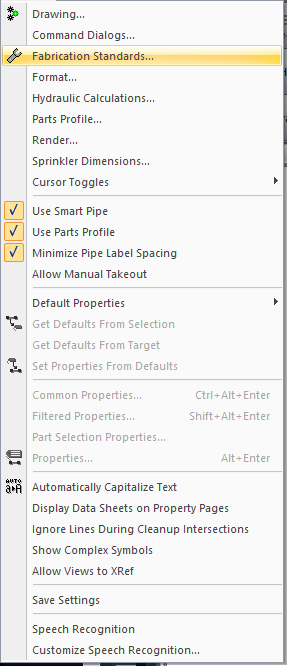 Drawing...
Command Dialogs...
Fabrication Standards...
Format...
Hydraulic Calculations...
Parts Profile...
Render...
Sprinkler Dimensions...
Cursor Toggles
Use Smart Pipe
Use Parts Profile
Minimize Pipe Label Spacing
Allow Manual Takeout
Default Properties
Get Defaults From Selection
Get Defaults From Target
Set Properties From Defaults
Common Properties... Ctrl+Alt+Enter
Filtered Properties... Shift+Alt+Enter
Part Selection Properties...
Properties... Alt+Enter
AUTO
a▸A Automatically Capitalize Text
Display Data Sheets on Property Pages
Ignore Lines During Cleanup Intersections
Show Complex Symbols
Allow Views to XRef
Save Settings
Speech Recognition
Customize Speech Recognition...